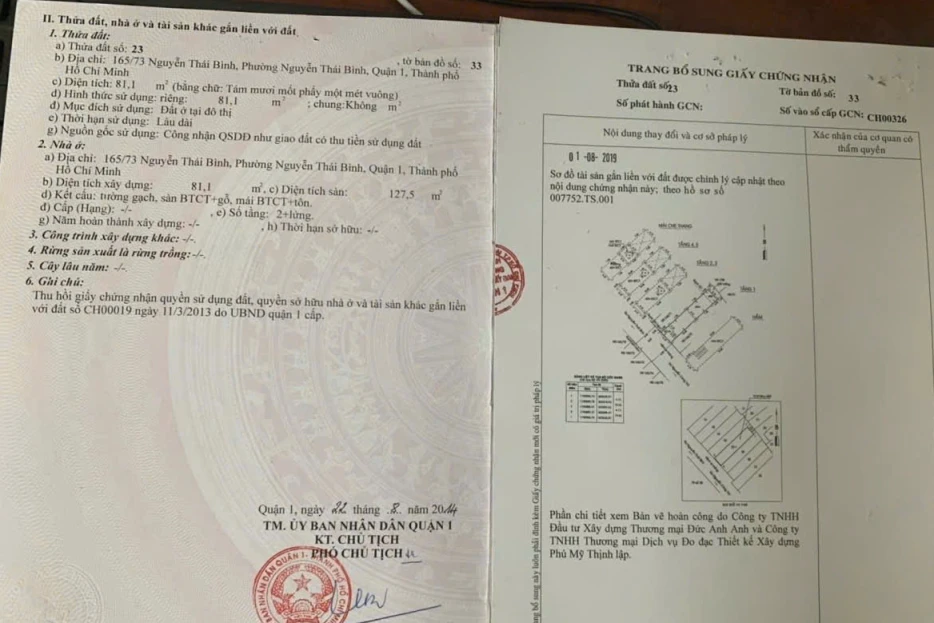 II. Thửa đất, nhà ở và tài sản khác gắn liền với đất
1. Thửa đất:
a) Thửa đất số: 23 , tờ bản đồ số: 33
b) Địa chỉ: 165/73 Nguyễn Thái Bình, Phường Nguyễn Thái Bình, Quận 1, Thành phố
Hồ Chí Minh
c) Diện tích: 81,1 m² (bằng chữ: Tám mươi mốt phẩy một mét vuông)
d) Hình thức sử dụng: riêng: 81,1 m² ; chung: Không m²
đ) Mục đích sử dụng: Đất ở tại đô thị
e) Thời hạn sử dụng: Lâu dài
g) Nguồn gốc sử dụng: Công nhận QSDĐ như giao đất có thu tiền sử dụng đất
2. Nhà ở:
a) Địa chỉ: 165/73 Nguyễn Thái Bình, Phường Nguyễn Thái Bình, Quận 1, Thành phố
Hồ Chí Minh
b) Diện tích xây dựng: 81,1 m², c) Diện tích sàn: 127,5 m²
d) Kết cấu: tường gạch, sàn BTCT+gỗ, mái BTCT+tôn.
đ) Cấp (Hạng): -/- , e) Số tầng: 2+lửng.
g) Năm hoàn thành xây dựng: -/- , h) Thời hạn sở hữu: -/-
3. Công trình xây dựng khác: -/-.
4. Rừng sản xuất là rừng trồng: -/-.
5. Cây lâu năm: -/-.
6. Ghi chú:
Thu hồi giấy chứng nhận quyền sử dụng đất, quyền sở hữu nhà ở và tài sản khác gắn liền
với đất số CH00019 ngày 11/3/2013 do UBND quận 1 cấp.
Quận 1, ngày 22 tháng 8 năm 2014
TM. ỦY BAN NHÂN DÂN QUẬN 1
KT. CHỦ TỊCH
PHÓ CHỦ TỊCH
TRANG BỔ SUNG GIẤY CHỨNG NHẬN
Thửa đất số 23 Tờ bản đồ số: 33
Số phát hành GCN: Số vào sổ cấp GCN: CH00326
Nội dung thay đổi và cơ sở pháp lý
Xác nhận của cơ quan có
thẩm quyền
01-08-2019
Sơ đồ tài sản gắn liền với đất được chỉnh lý cập nhật theo
nội dung chứng nhận này; theo hồ sơ số
007752.TS.001
MÁI CHE THANG
TẦNG 2, 3
TẦNG 1
HẦM
Phần chi tiết xem Bản vẽ hoàn công do Công ty TNHH
Đầu tư Xây dựng Thương mại Đức Anh Anh và Công ty
TNHH Thương mại Dịch vụ Đo đạc Thiết kế Xây dựng
Phú Mỹ Thịnh lập.